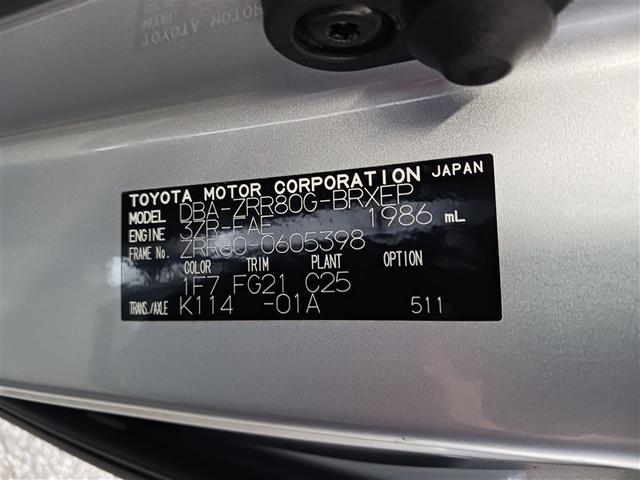 TOYOTA MOTOR CORPORATION JAPAN
MODEL DBA-ZRR80G-BRXEP
ENGINE 3ZR-FAE 1986 mL
FRAME No. ZRR80-0605398
COLOR TRIM PLANT OPTION
1F7 FG21 C25
TRANS./AXLE K114 -01A 511